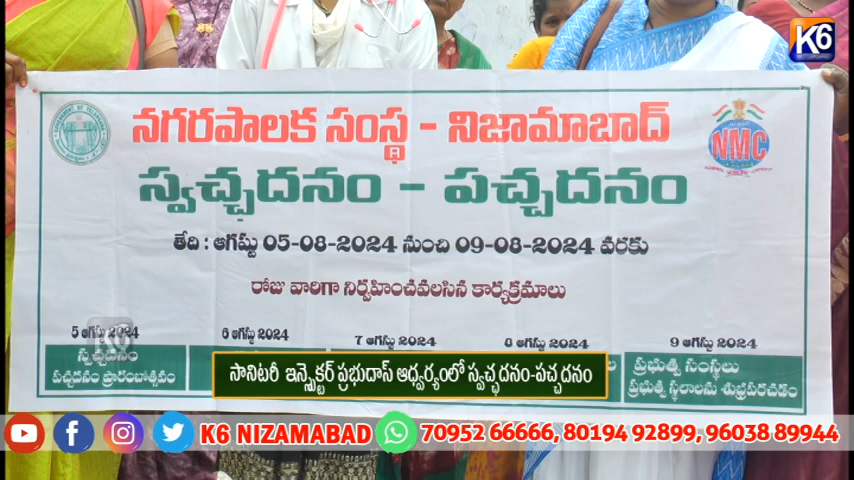 K6
నగరపాలక సంస్థ - నిజామాబాద్
NMC
స్వచ్ఛదనం - పచ్చదనం
తేది : ఆగష్టు 05-08-2024 నుంచి 09-08-2024 వరకు
రోజు వారిగా నిర్వహించవలసిన కార్యక్రమాలు
5 ఆగస్టు 2024
6 ఆగస్టు 2024
7 ఆగస్టు 2024
8 ఆగస్టు 2024
9 ఆగస్టు 2024
K6
స్వచ్ఛదనం
పచ్చదనం ప్రారంబోత్సవం
ప్రభుత్వ సంస్థలు
ప్రభుత్వ స్థలాలను శుభ్రపరచడం
సానిటరీ ఇన్స్పెక్టర్ ప్రభుదాస్ ఆధ్వర్యంలో స్వచ్ఛదనం-పచ్చదనం
K6 NIZAMABAD 70952 66666, 80194 92899, 96038 89944